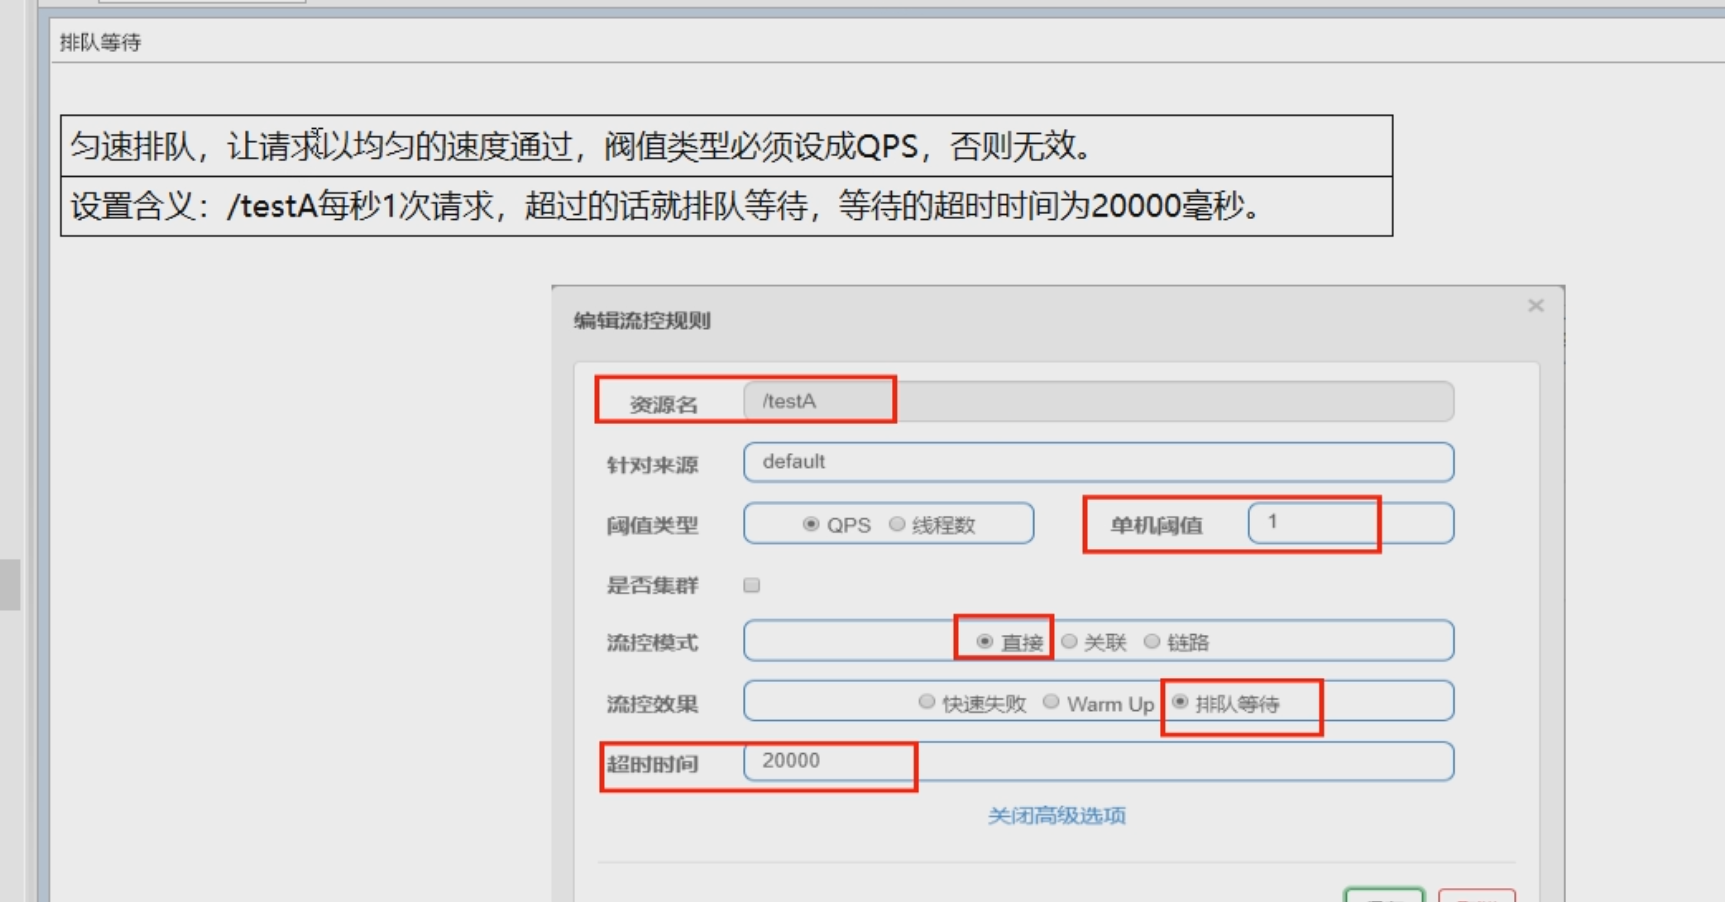 排队等待
匀速排队，让请求以均匀的速度通过，阀值类型必须设成QPS，否则无效。
设置含义：/testA每秒1次请求，超过的话就排队等待，等待的超时时间为20000毫秒。
编辑流控规则 ×
资源名 /testA
针对来源 default
阈值类型 QPS 线程数 单机阈值 1
是否集群
流控模式 直接 关联 链路
流控效果 快速失败 Warm Up 排队等待
超时时间 20000
关闭高级选项